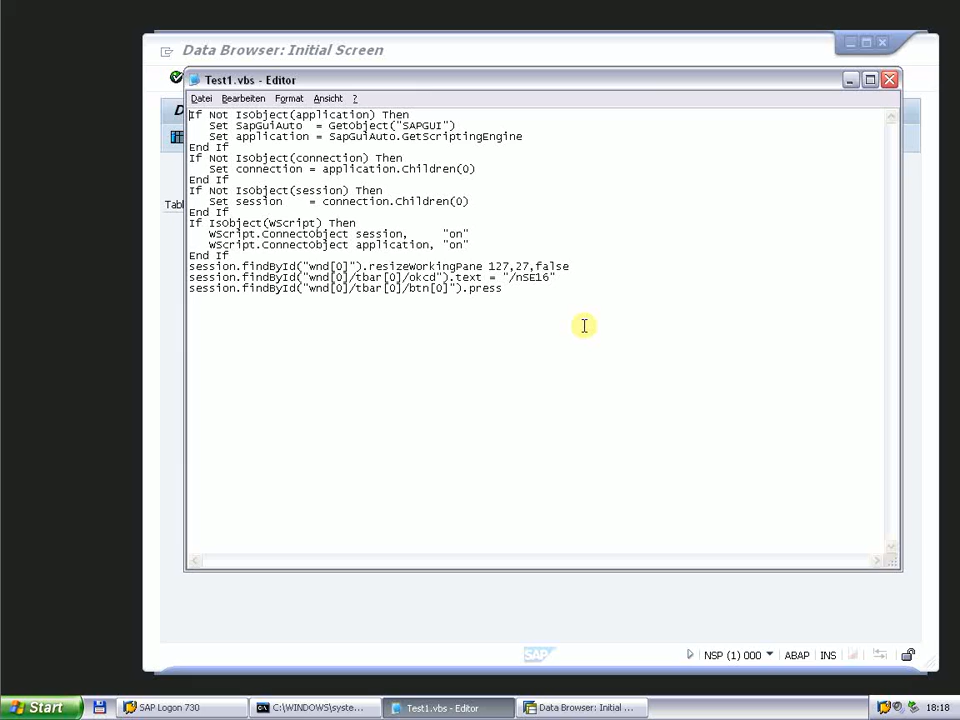 Data Browser: Initial Screen
Test1.vbs - Editor
Datei Bearbeiten Format Ansicht ?
If Not IsObject(application) Then
   Set SapGuiAuto  = GetObject("SAPGUI")
   Set application = SapGuiAuto.GetScriptingEngine
End If
If Not IsObject(connection) Then
   Set connection = application.Children(0)
End If
If Not IsObject(session) Then
   Set session    = connection.Children(0)
End If
If IsObject(WScript) Then
   WScript.ConnectObject session,     "on"
   WScript.ConnectObject application, "on"
End If
session.findById("wnd[0]").resizeWorkingPane 127,27,false
session.findById("wnd[0]/tbar[0]/okcd").text = "/nSE16"
session.findById("wnd[0]/tbar[0]/btn[0]").press
D
Tabl
SAP
NSP (1) 000 ABAP INS
Start SAP Logon 730 C:\WINDOWS\syste... Test1.vbs - Editor Data Browser: Initial ... 18:18